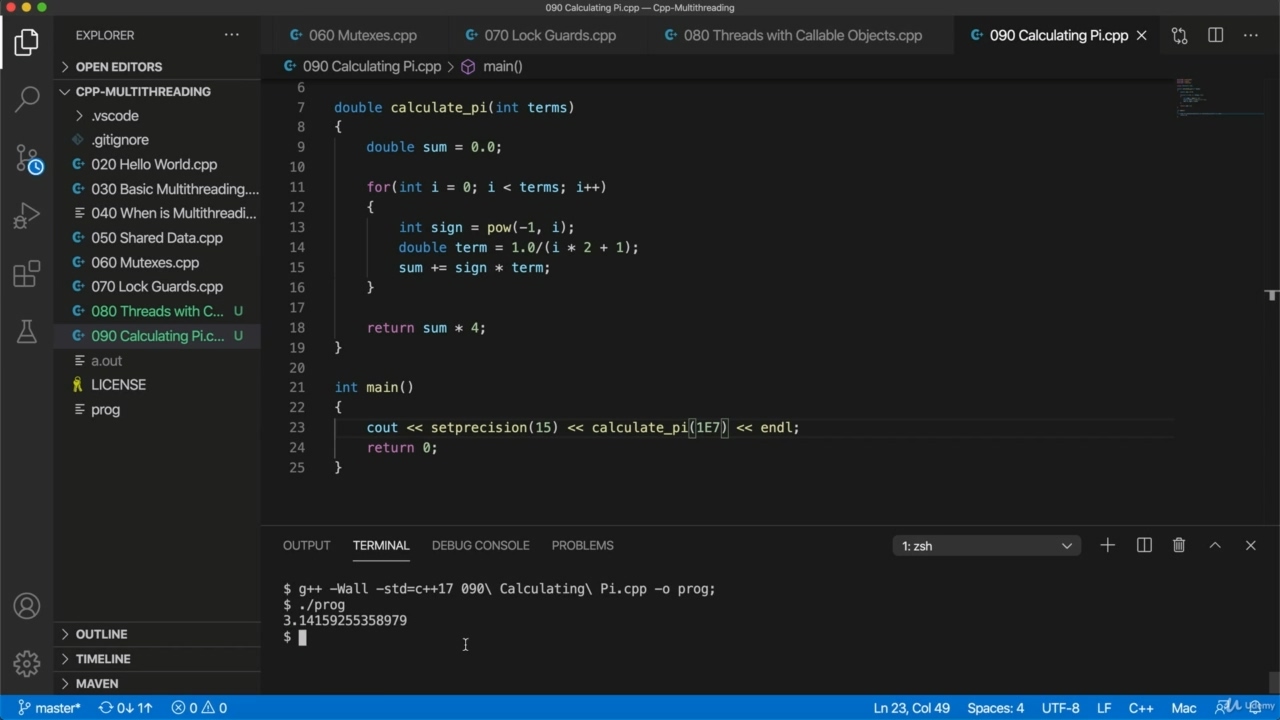 090 Calculating Pi.cpp — Cpp-Multithreading
EXPLORER
060 Mutexes.cpp
070 Lock Guards.cpp
080 Threads with Callable Objects.cpp
090 Calculating Pi.cpp
090 Calculating Pi.cpp > main()
OPEN EDITORS
CPP-MULTITHREADING
.vscode
.gitignore
020 Hello World.cpp
030 Basic Multithreading....
040 When is Multithreadi...
050 Shared Data.cpp
060 Mutexes.cpp
070 Lock Guards.cpp
080 Threads with C... U
090 Calculating Pi.c... U
a.out
LICENSE
prog
OUTLINE
TIMELINE
MAVEN
6
7 double calculate_pi(int terms)
8 {
9 double sum = 0.0;
10
11 for(int i = 0; i < terms; i++)
12 {
13 int sign = pow(-1, i);
14 double term = 1.0/(i * 2 + 1);
15 sum += sign * term;
16 }
17
18 return sum * 4;
19 }
20
21 int main()
22 {
23 cout << setprecision(15) << calculate_pi(1E7) << endl;
24 return 0;
25 }
OUTPUT TERMINAL DEBUG CONSOLE PROBLEMS
1: zsh
$ g++ -Wall -std=c++17 090\ Calculating\ Pi.cpp -o prog;
$ ./prog
3.14159255358979
$
master* 0↓ 1↑ 0 0 Ln 23, Col 49 Spaces: 4 UTF-8 LF C++ Mac
Udemy